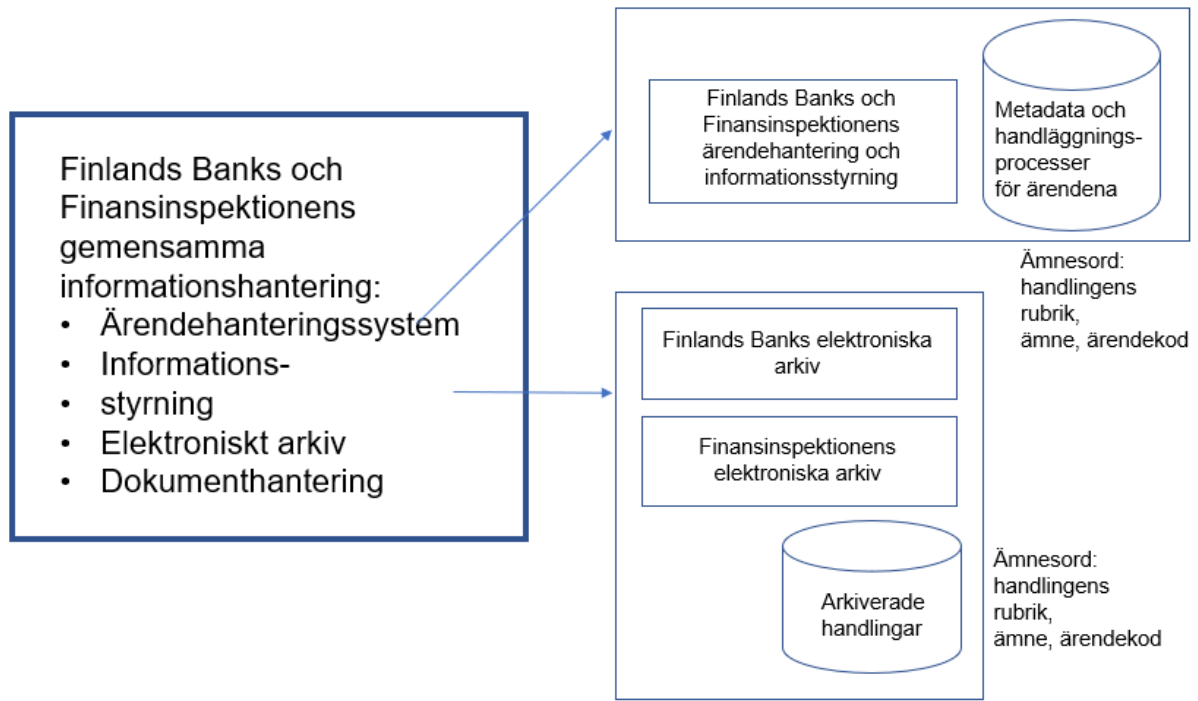 Finlands Banks och
Finansinspektionens
gemensamma
informationshantering:
• Ärendehanteringssystem
• Informations-
• styrning
• Elektroniskt arkiv
• Dokumenthantering
Finlands Banks och
Finansinspektionens
ärendehantering och
informationsstyrning
Metadata och
handläggnings-
processer
för ärendena
Ämnesord:
handlingens
rubrik,
ämne, ärendekod
Finlands Banks elektroniska
arkiv
Finansinspektionens
elektroniska arkiv
Arkiverade
handlingar
Ämnesord:
handlingens
rubrik,
ämne, ärendekod